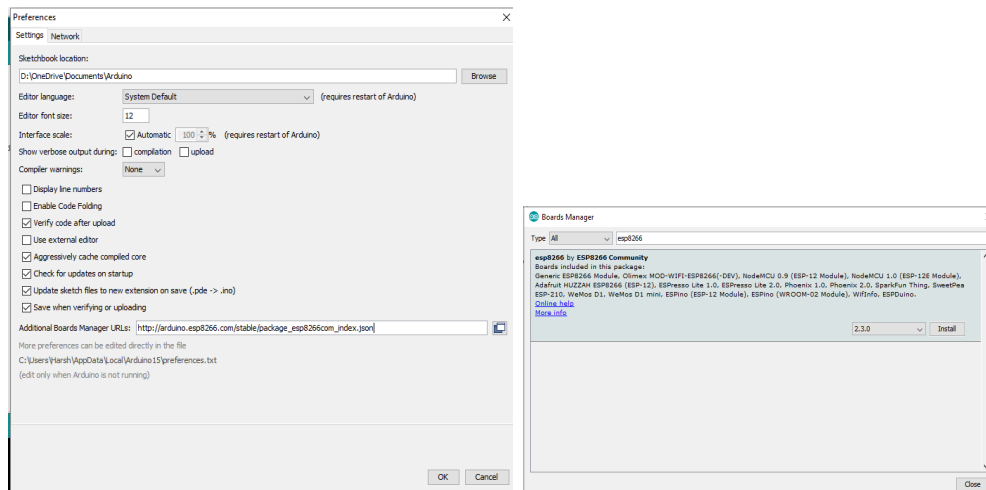 Preferences
Settings Network
Sketchbook location:
D:\OneDrive\Documents\Arduino Browse
Editor language: System Default (requires restart of Arduino)
Editor font size: 12
Interface scale: Automatic 100 % (requires restart of Arduino)
Show verbose output during: compilation upload
Compiler warnings: None
Display line numbers
Enable Code Folding
Verify code after upload
Use external editor
Aggressively cache compiled core
Check for updates on startup
Update sketch files to new extension on save (.pde -> .ino)
Save when verifying or uploading
Additional Boards Manager URLs: http://arduino.esp8266.com/stable/package_esp8266com_index.json
More preferences can be edited directly in the file
C:\Users\Harsh\AppData\Local\Arduino15\preferences.txt
(edit only when Arduino is not running)
OK Cancel
Boards Manager
Type All esp8266
esp8266 by ESP8266 Community
Boards included in this package:
Generic ESP8266 Module, Olimex MOD-WIFI-ESP8266(-DEV), NodeMCU 0.9 (ESP-12 Module), NodeMCU 1.0 (ESP-12E Module),
Adafruit HUZZAH ESP8266 (ESP-12), ESPresso Lite 1.0, ESPresso Lite 2.0, Phoenix 1.0, Phoenix 2.0, SparkFun Thing, SweetPea
ESP-210, WeMos D1, WeMos D1 mini, ESPino (ESP-12 Module), ESPino (WROOM-02 Module), WifInfo, ESPDuino.
Online help
More info
2.3.0 Install
Close